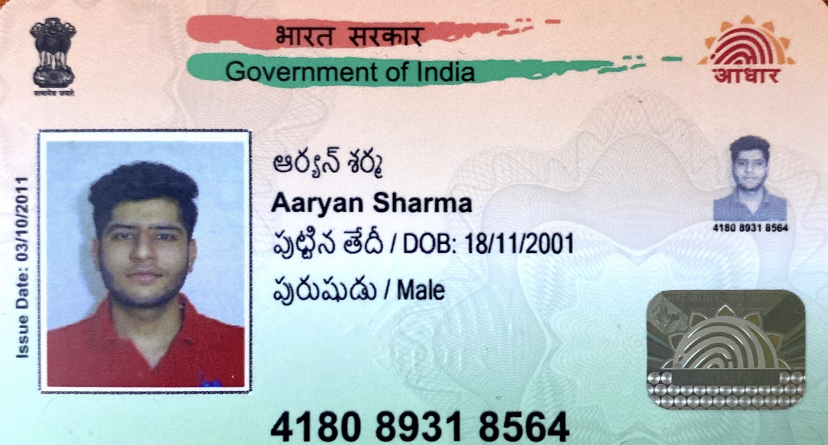 भारत सरकार
Government of India
सत्यमेव जयते
आधार
Issue Date: 03/10/2011
ఆర్యన్ శర్మ
Aaryan Sharma
పుట్టిన తేదీ / DOB: 18/11/2001
పురుషుడు / Male
4180 8931 8564
4180 8931 8564